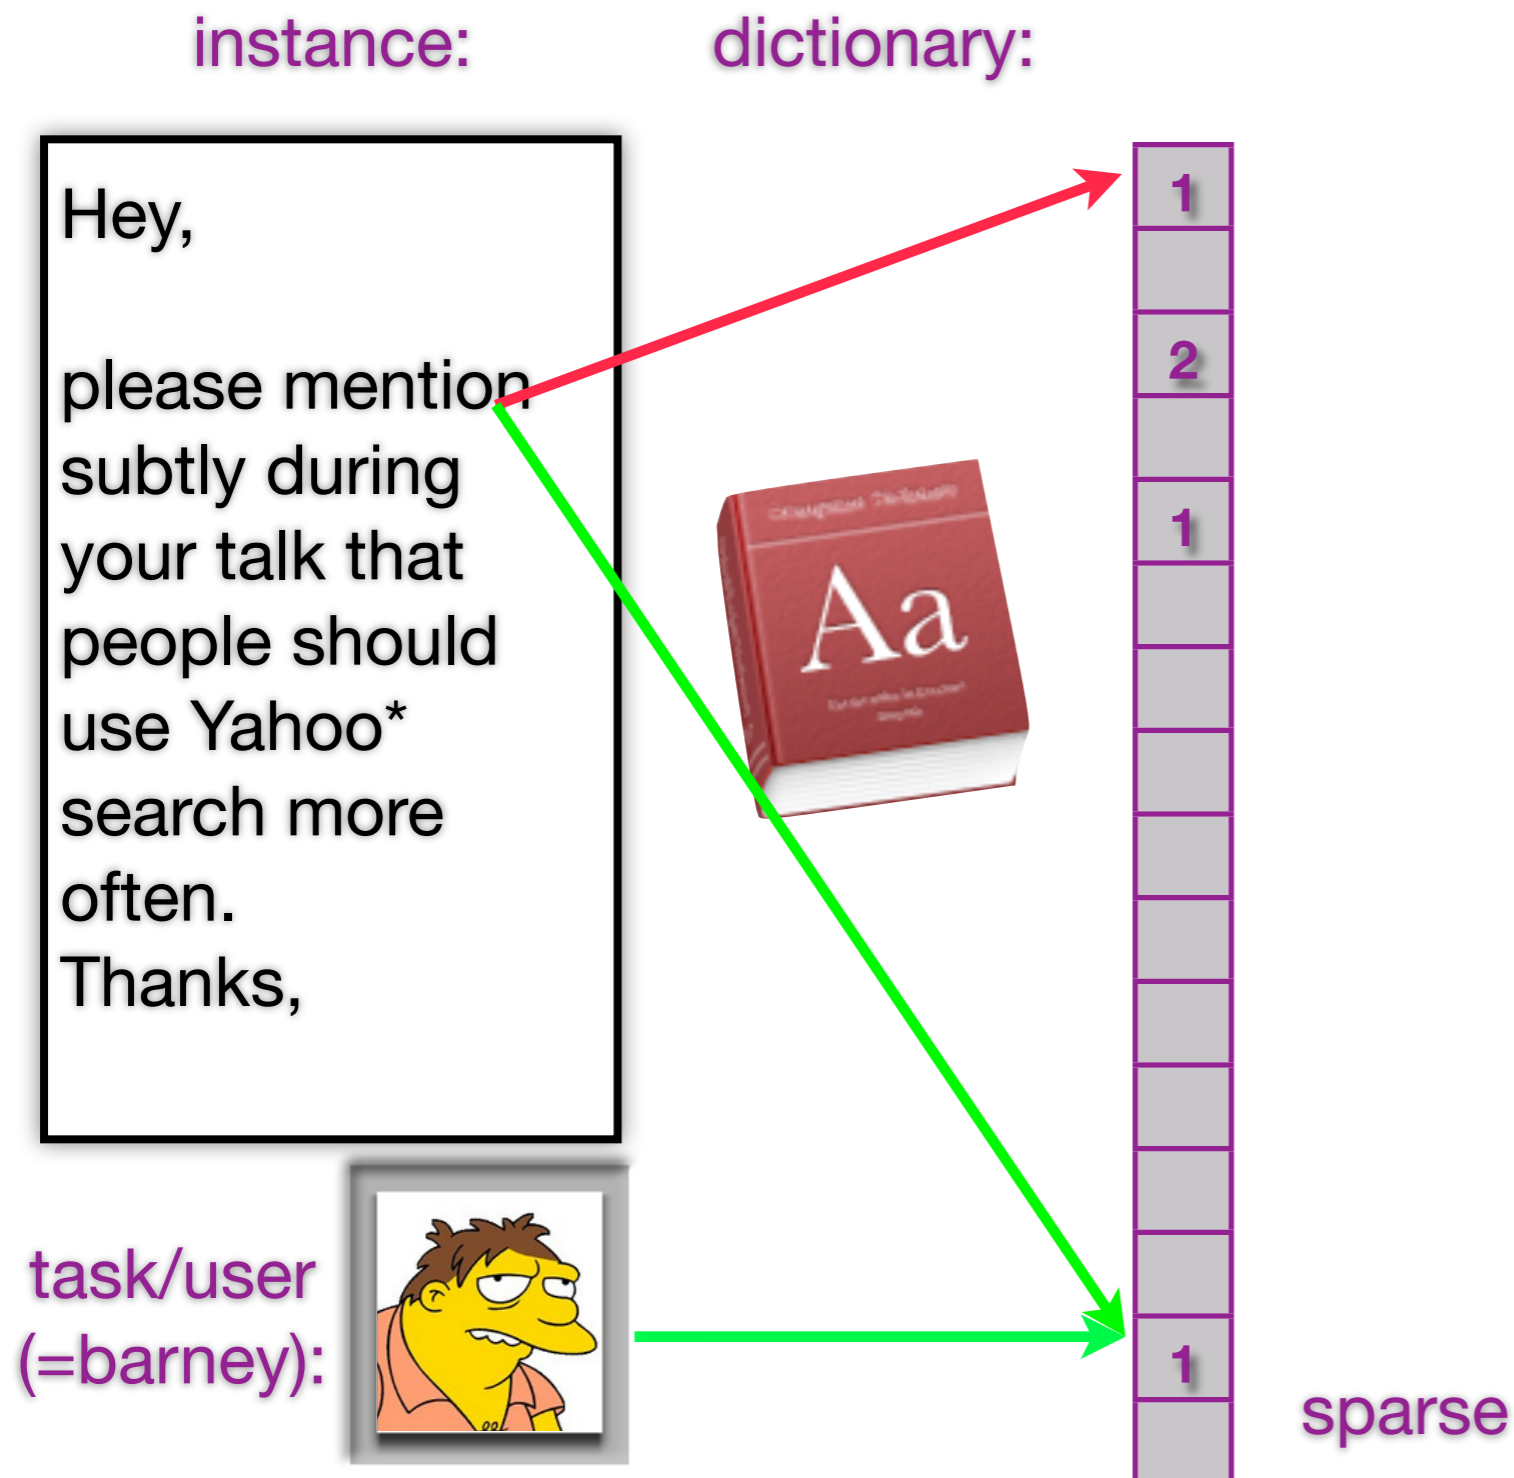 instance:
dictionary:
Hey,
please mention
subtly during
your talk that
people should
use Yahoo*
search more
often.
Thanks,
Aa
1
2
1
1
task/user
(=barney):
sparse